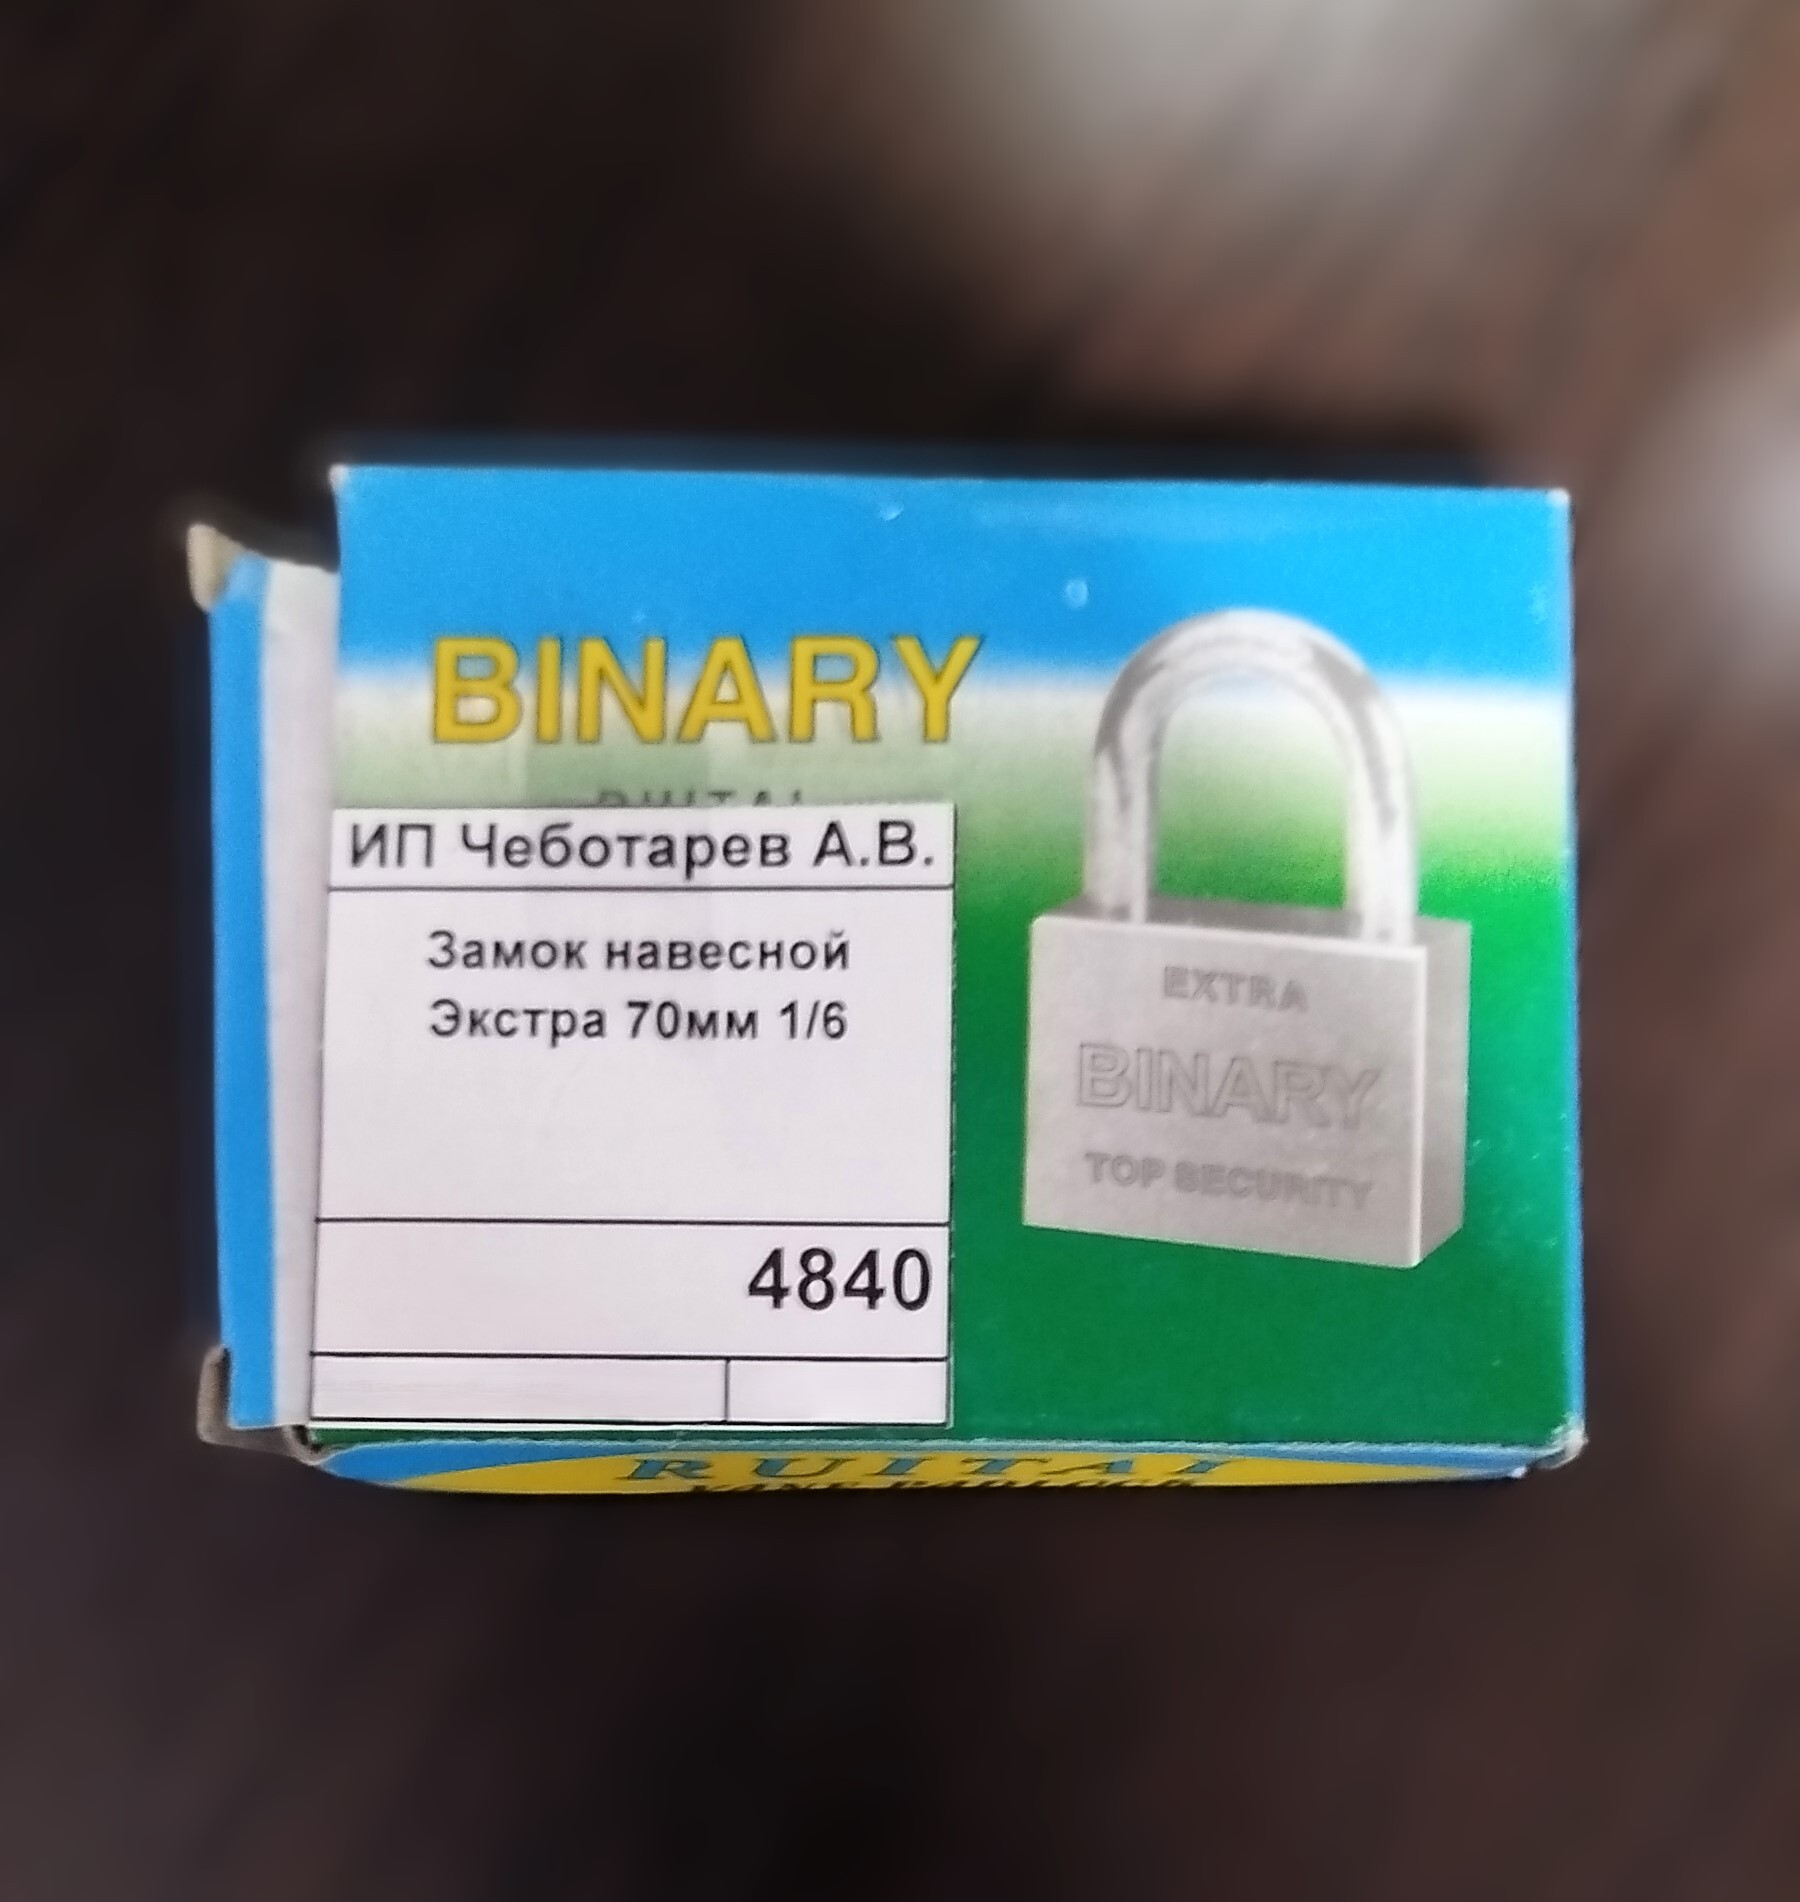 BINARY
ИП Чеботарев А.В.
Замок навесной
Экстра 70мм 1/6
4840
EXTRA
BINARY
TOP SECURITY
RUITAI